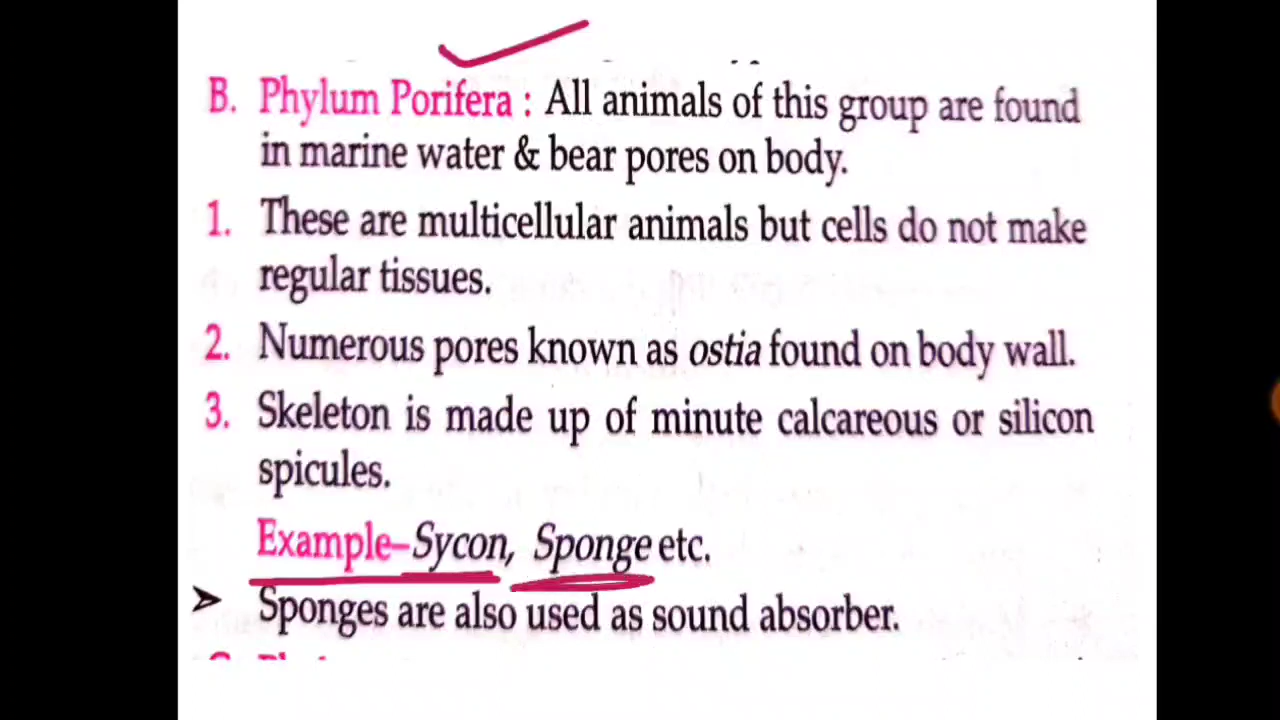 B. Phylum Porifera : All animals of this group are found
in marine water & bear pores on body.
1. These are multicellular animals but cells do not make
regular tissues.
2. Numerous pores known as ostia found on body wall.
3. Skeleton is made up of minute calcareous or silicon
spicules.
Example–Sycon, Sponge etc.
➢ Sponges are also used as sound absorber.